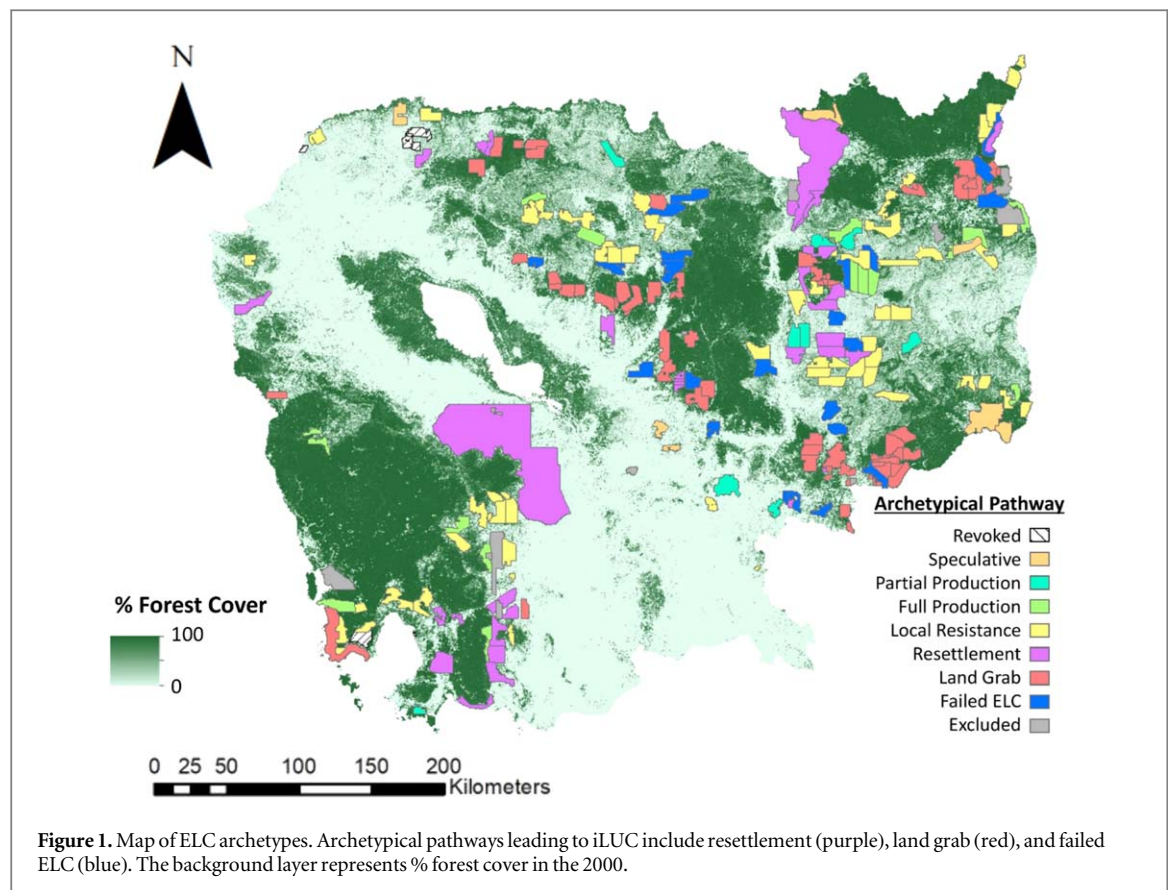 N
Archetypical Pathway
Revoked
Speculative
Partial Production
Full Production
Local Resistance
Resettlement
Land Grab
Failed ELC
Excluded
% Forest Cover
100
0
0 25 50 100 150 200
Kilometers
Figure 1. Map of ELC archetypes. Archetypical pathways leading to iLUC include resettlement (purple), land grab (red), and failed
ELC (blue). The background layer represents % forest cover in the 2000.